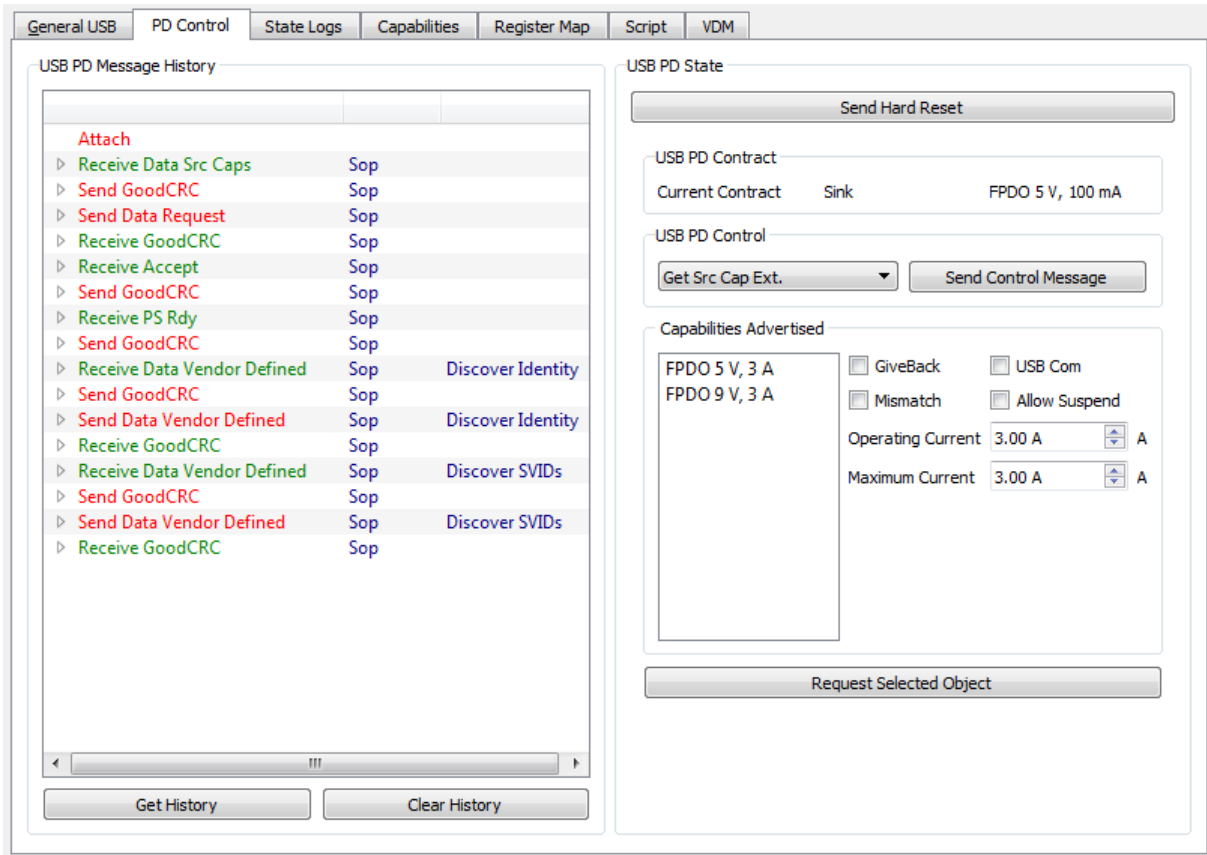 General USB PD Control State Logs Capabilities Register Map Script VDM
USB PD Message History
Attach
Receive Data Src Caps Sop
Send GoodCRC Sop
Send Data Request Sop
Receive GoodCRC Sop
Receive Accept Sop
Send GoodCRC Sop
Receive PS Rdy Sop
Send GoodCRC Sop
Receive Data Vendor Defined Sop Discover Identity
Send GoodCRC Sop
Send Data Vendor Defined Sop Discover Identity
Receive GoodCRC Sop
Receive Data Vendor Defined Sop Discover SVIDs
Send GoodCRC Sop
Send Data Vendor Defined Sop Discover SVIDs
Receive GoodCRC Sop
Get History Clear History
USB PD State
Send Hard Reset
USB PD Contract
Current Contract Sink FPDO 5 V, 100 mA
USB PD Control
Get Src Cap Ext. Send Control Message
Capabilities Advertised
FPDO 5 V, 3 A
FPDO 9 V, 3 A
GiveBack USB Com
Mismatch Allow Suspend
Operating Current 3.00 A A
Maximum Current 3.00 A A
Request Selected Object